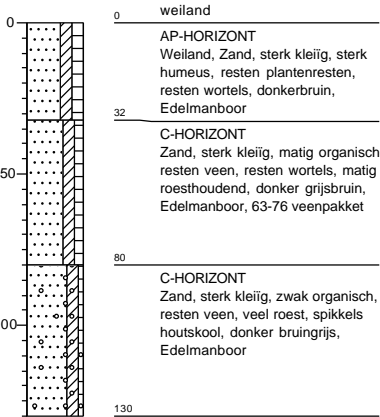 weiland
0
0
AP-HORIZONT
Weiland, Zand, sterk kleiïg, sterk
humeus, resten plantenresten,
resten wortels, donkerbruin,
Edelmanboor
32
C-HORIZONT
Zand, sterk kleiïg, matig organisch
resten veen, resten wortels, matig
roesthoudend, donker grijsbruin,
Edelmanboor, 63-76 veenpakket
50
80
C-HORIZONT
Zand, sterk kleiïg, zwak organisch,
resten veen, veel roest, spikkels
houtskool, donker bruingrijs,
Edelmanboor
00
130